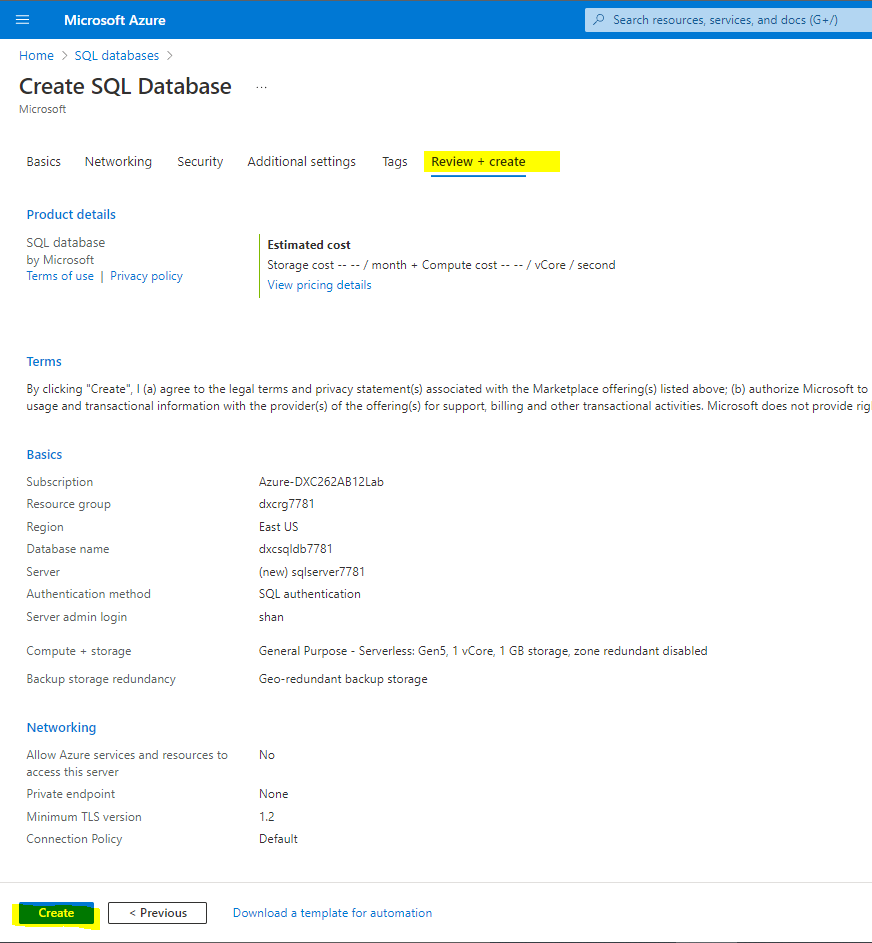 Microsoft Azure
Search resources, services, and docs (G+/)
Home > SQL databases >
Create SQL Database ...
Microsoft
Basics Networking Security Additional settings Tags Review + create
Product details
SQL database
by Microsoft
Terms of use | Privacy policy
Estimated cost
Storage cost -- -- / month + Compute cost -- -- / vCore / second
View pricing details
Terms
By clicking "Create", I (a) agree to the legal terms and privacy statement(s) associated with the Marketplace offering(s) listed above; (b) authorize Microsoft to
usage and transactional information with the provider(s) of the offering(s) for support, billing and other transactional activities. Microsoft does not provide rig
Basics
Subscription Azure-DXC262AB12Lab
Resource group dxcrg7781
Region East US
Database name dxcsqldb7781
Server (new) sqlserver7781
Authentication method SQL authentication
Server admin login shan
Compute + storage General Purpose - Serverless: Gen5, 1 vCore, 1 GB storage, zone redundant disabled
Backup storage redundancy Geo-redundant backup storage
Networking
Allow Azure services and resources to No
access this server
Private endpoint None
Minimum TLS version 1.2
Connection Policy Default
Create < Previous Download a template for automation